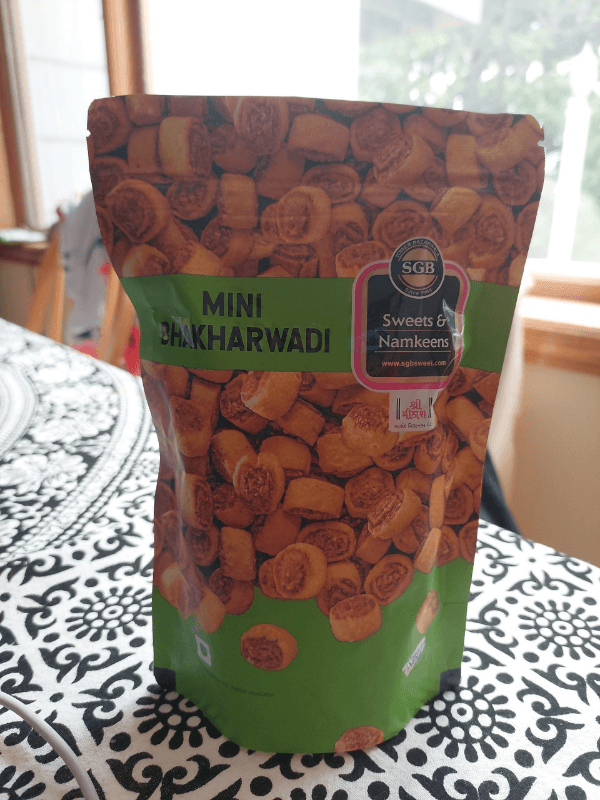 MINI
BHAKHARWADI
SGB
Sweets &
Namkeens
www.sgbsweet.com
શ્રી